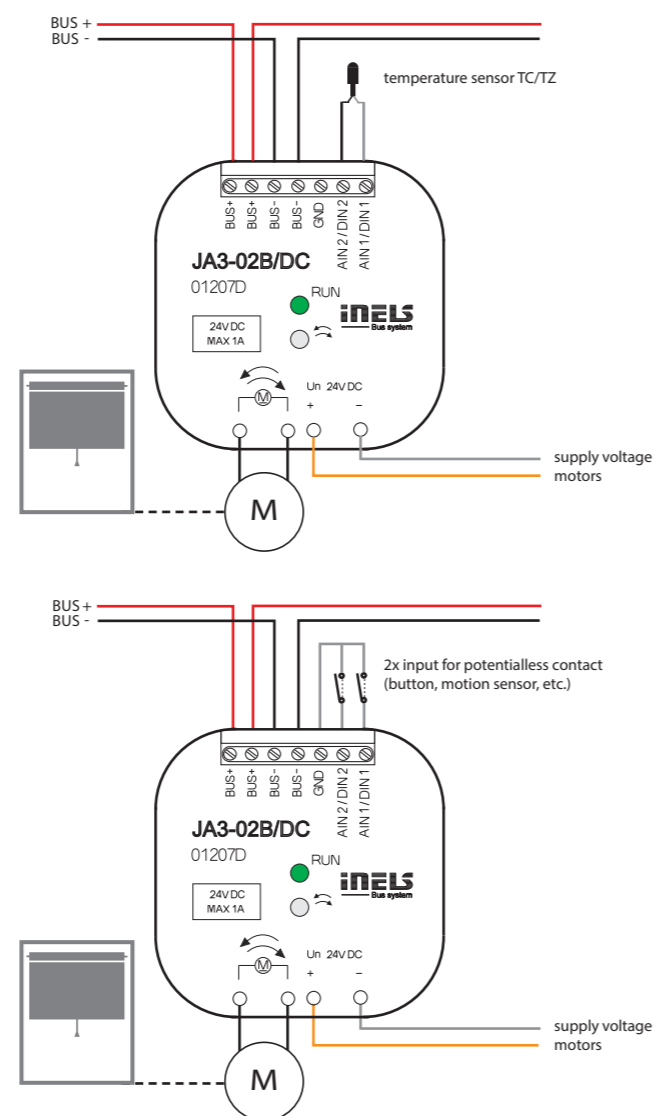 BUS +
BUS -
temperature sensor TC/TZ
BUS+
BUS+
BUS-
BUS-
GND
AIN 2 / DIN 2
AIN 1 / DIN 1
JA3-02B/DC
01207D
RUN
iNELS
Bus system
24V DC
MAX 1A
M
Un 24V DC
+ –
supply voltage
motors
M
BUS +
BUS -
2x input for potentialless contact
(button, motion sensor, etc.)
BUS+
BUS+
BUS-
BUS-
GND
AIN 2 / DIN 2
AIN 1 / DIN 1
JA3-02B/DC
01207D
RUN
iNELS
Bus system
24V DC
MAX 1A
M
Un 24V DC
+ –
supply voltage
motors
M